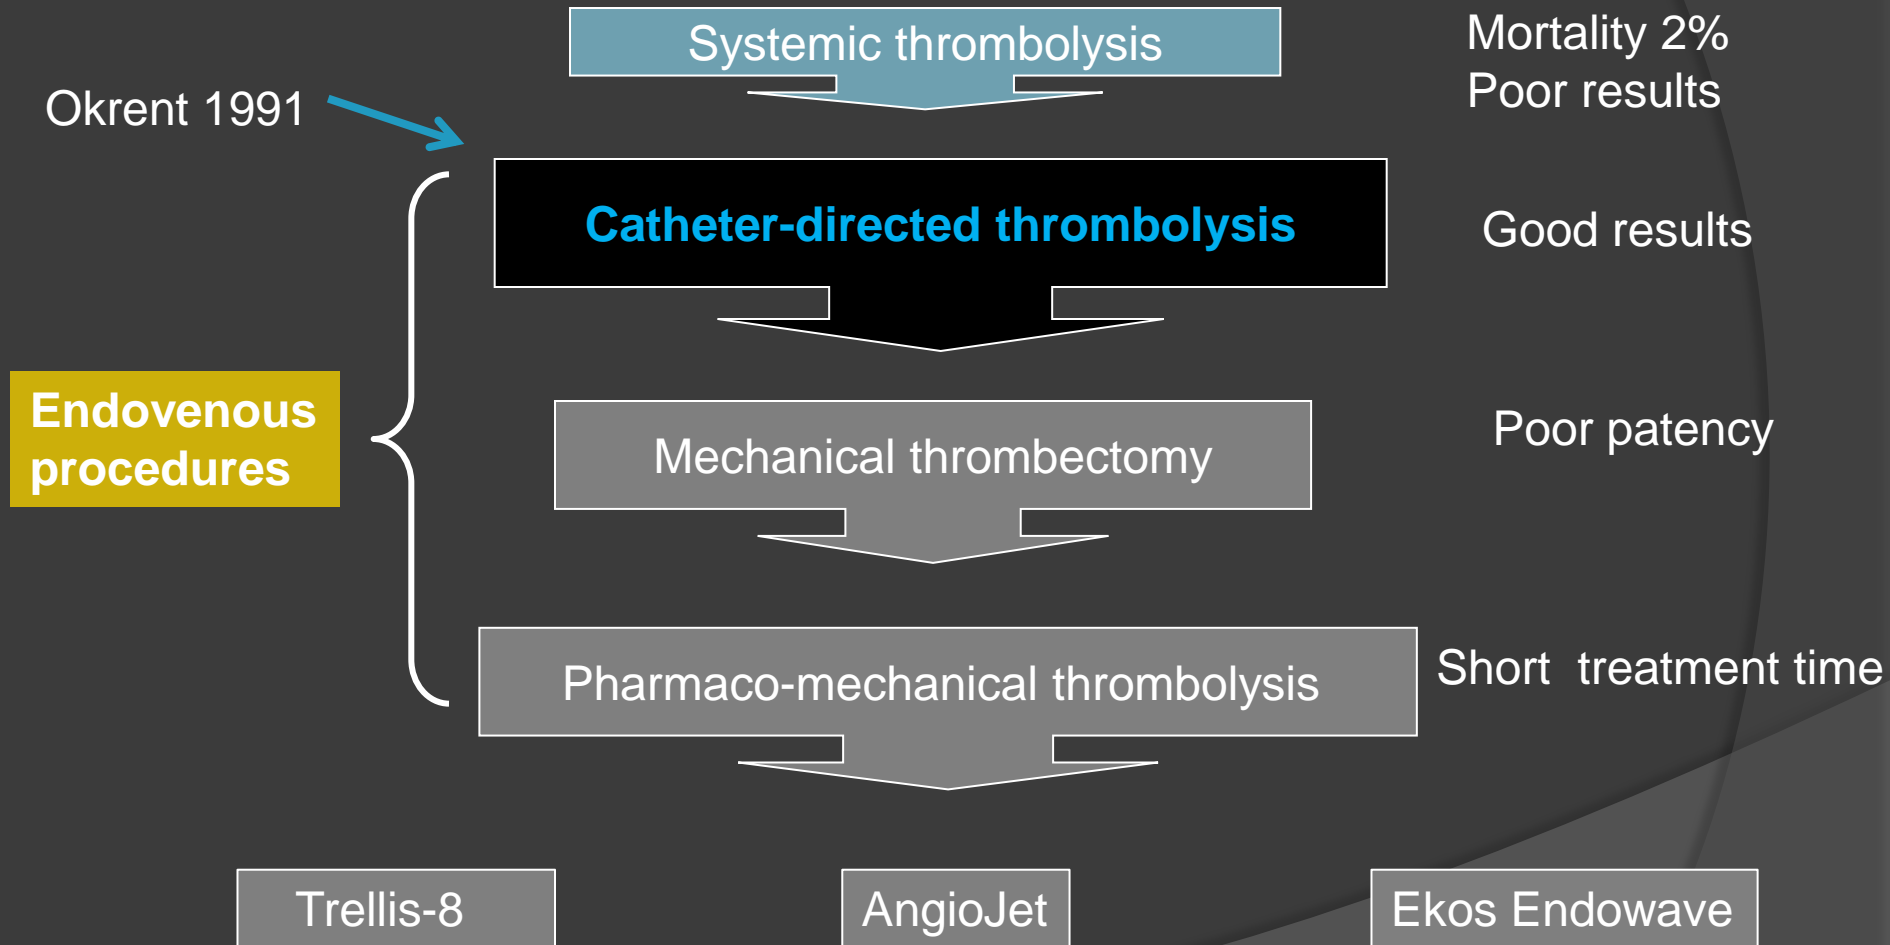 Systemic thrombolysis
Mortality 2%
Poor results
Okrent 1991
Catheter-directed thrombolysis
Good results
Endovenous
procedures
Mechanical thrombectomy
Poor patency
Pharmaco-mechanical thrombolysis
Short treatment time
Trellis-8
AngioJet
Ekos Endowave